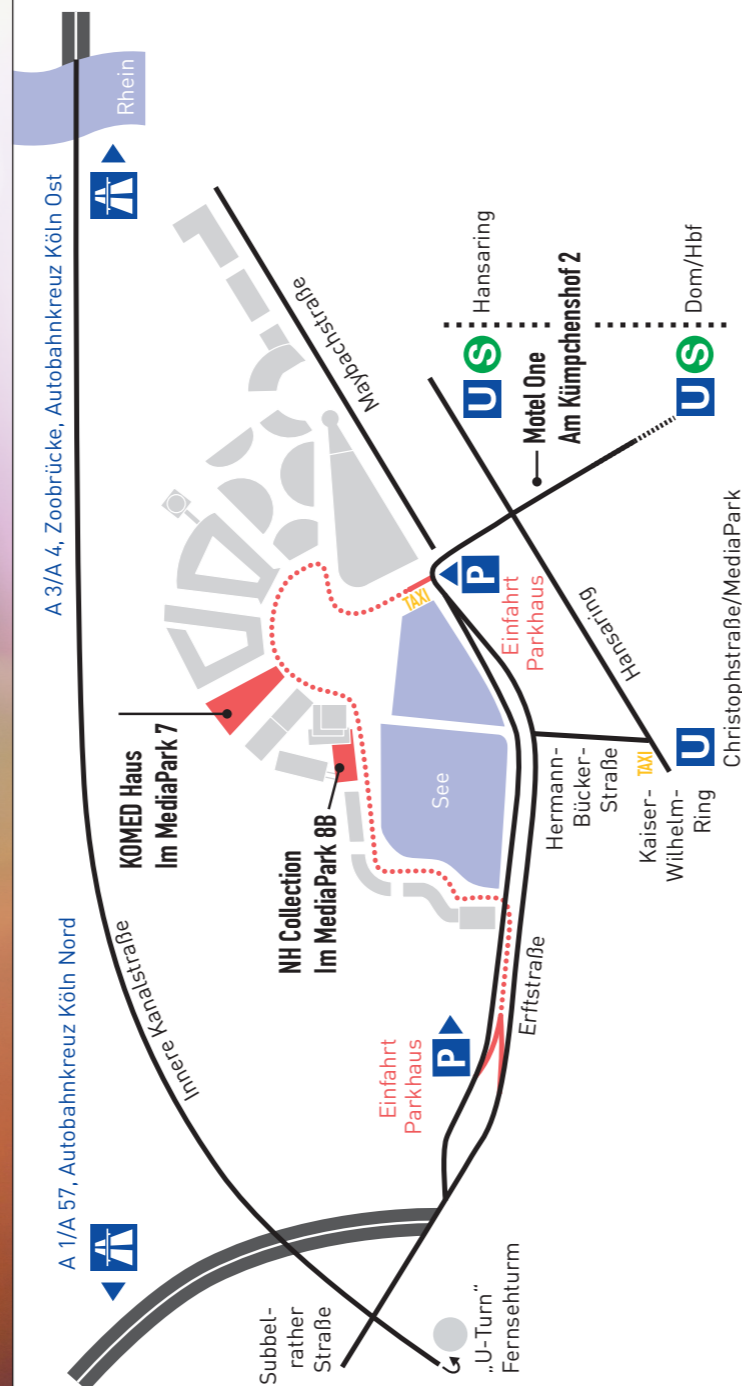 A 1/A 57, Autobahnkreuz Köln Nord
A 3/A 4, Zoobrücke, Autobahnkreuz Köln Ost
Rhein
Innere Kanalstraße
KOMED Haus
Im MediaPark 7
NH Collection
Im MediaPark 8B
Maybachstraße
Subbel-
rather
Straße
„U-Turn“
Fernsehturm
Einfahrt
Parkhaus
P
Erftstraße
See
TAXI
P
Einfahrt
Parkhaus
Hermann-
Bücker-
Straße
Hansaring
Kaiser-
Wilhelm-
Ring
TAXI
U
Christophstraße/MediaPark
U S Hansaring
Motel One
Am Kümpchenshof 2
U S Dom/Hbf